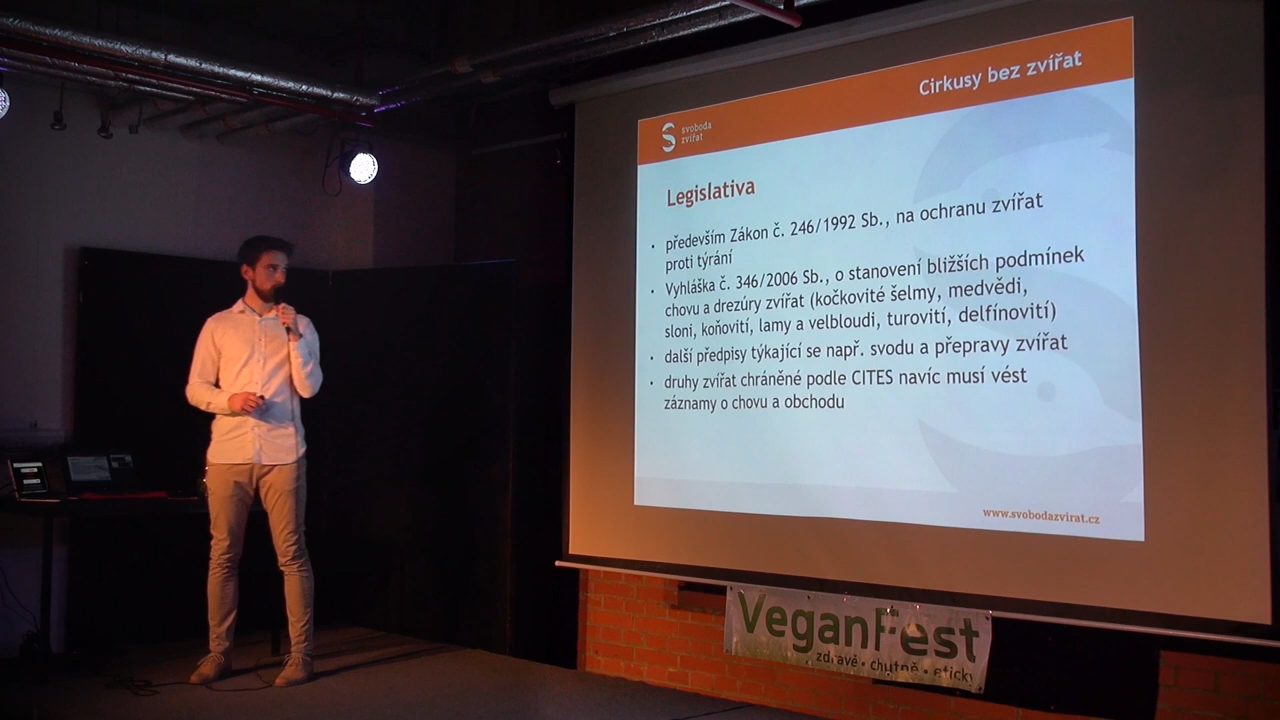 Cirkusy bez zvířat
svoboda
zvířat
Legislativa
· především Zákon č. 246/1992 Sb., na ochranu zvířat
proti týrání
· Vyhláška č. 346/2006 Sb., o stanovení bližších podmínek
chovu a drezúry zvířat (kočkovité šelmy, medvědi,
sloni, koňovití, lamy a velbloudi, turovití, delfínovití)
· další předpisy týkající se např. svodu a přepravy zvířat
· druhy zvířat chráněné podle CITES navíc musí vést
záznamy o chovu a obchodu
www.svobodazvirat.cz
VeganFest
zdravě • chutně • eticky